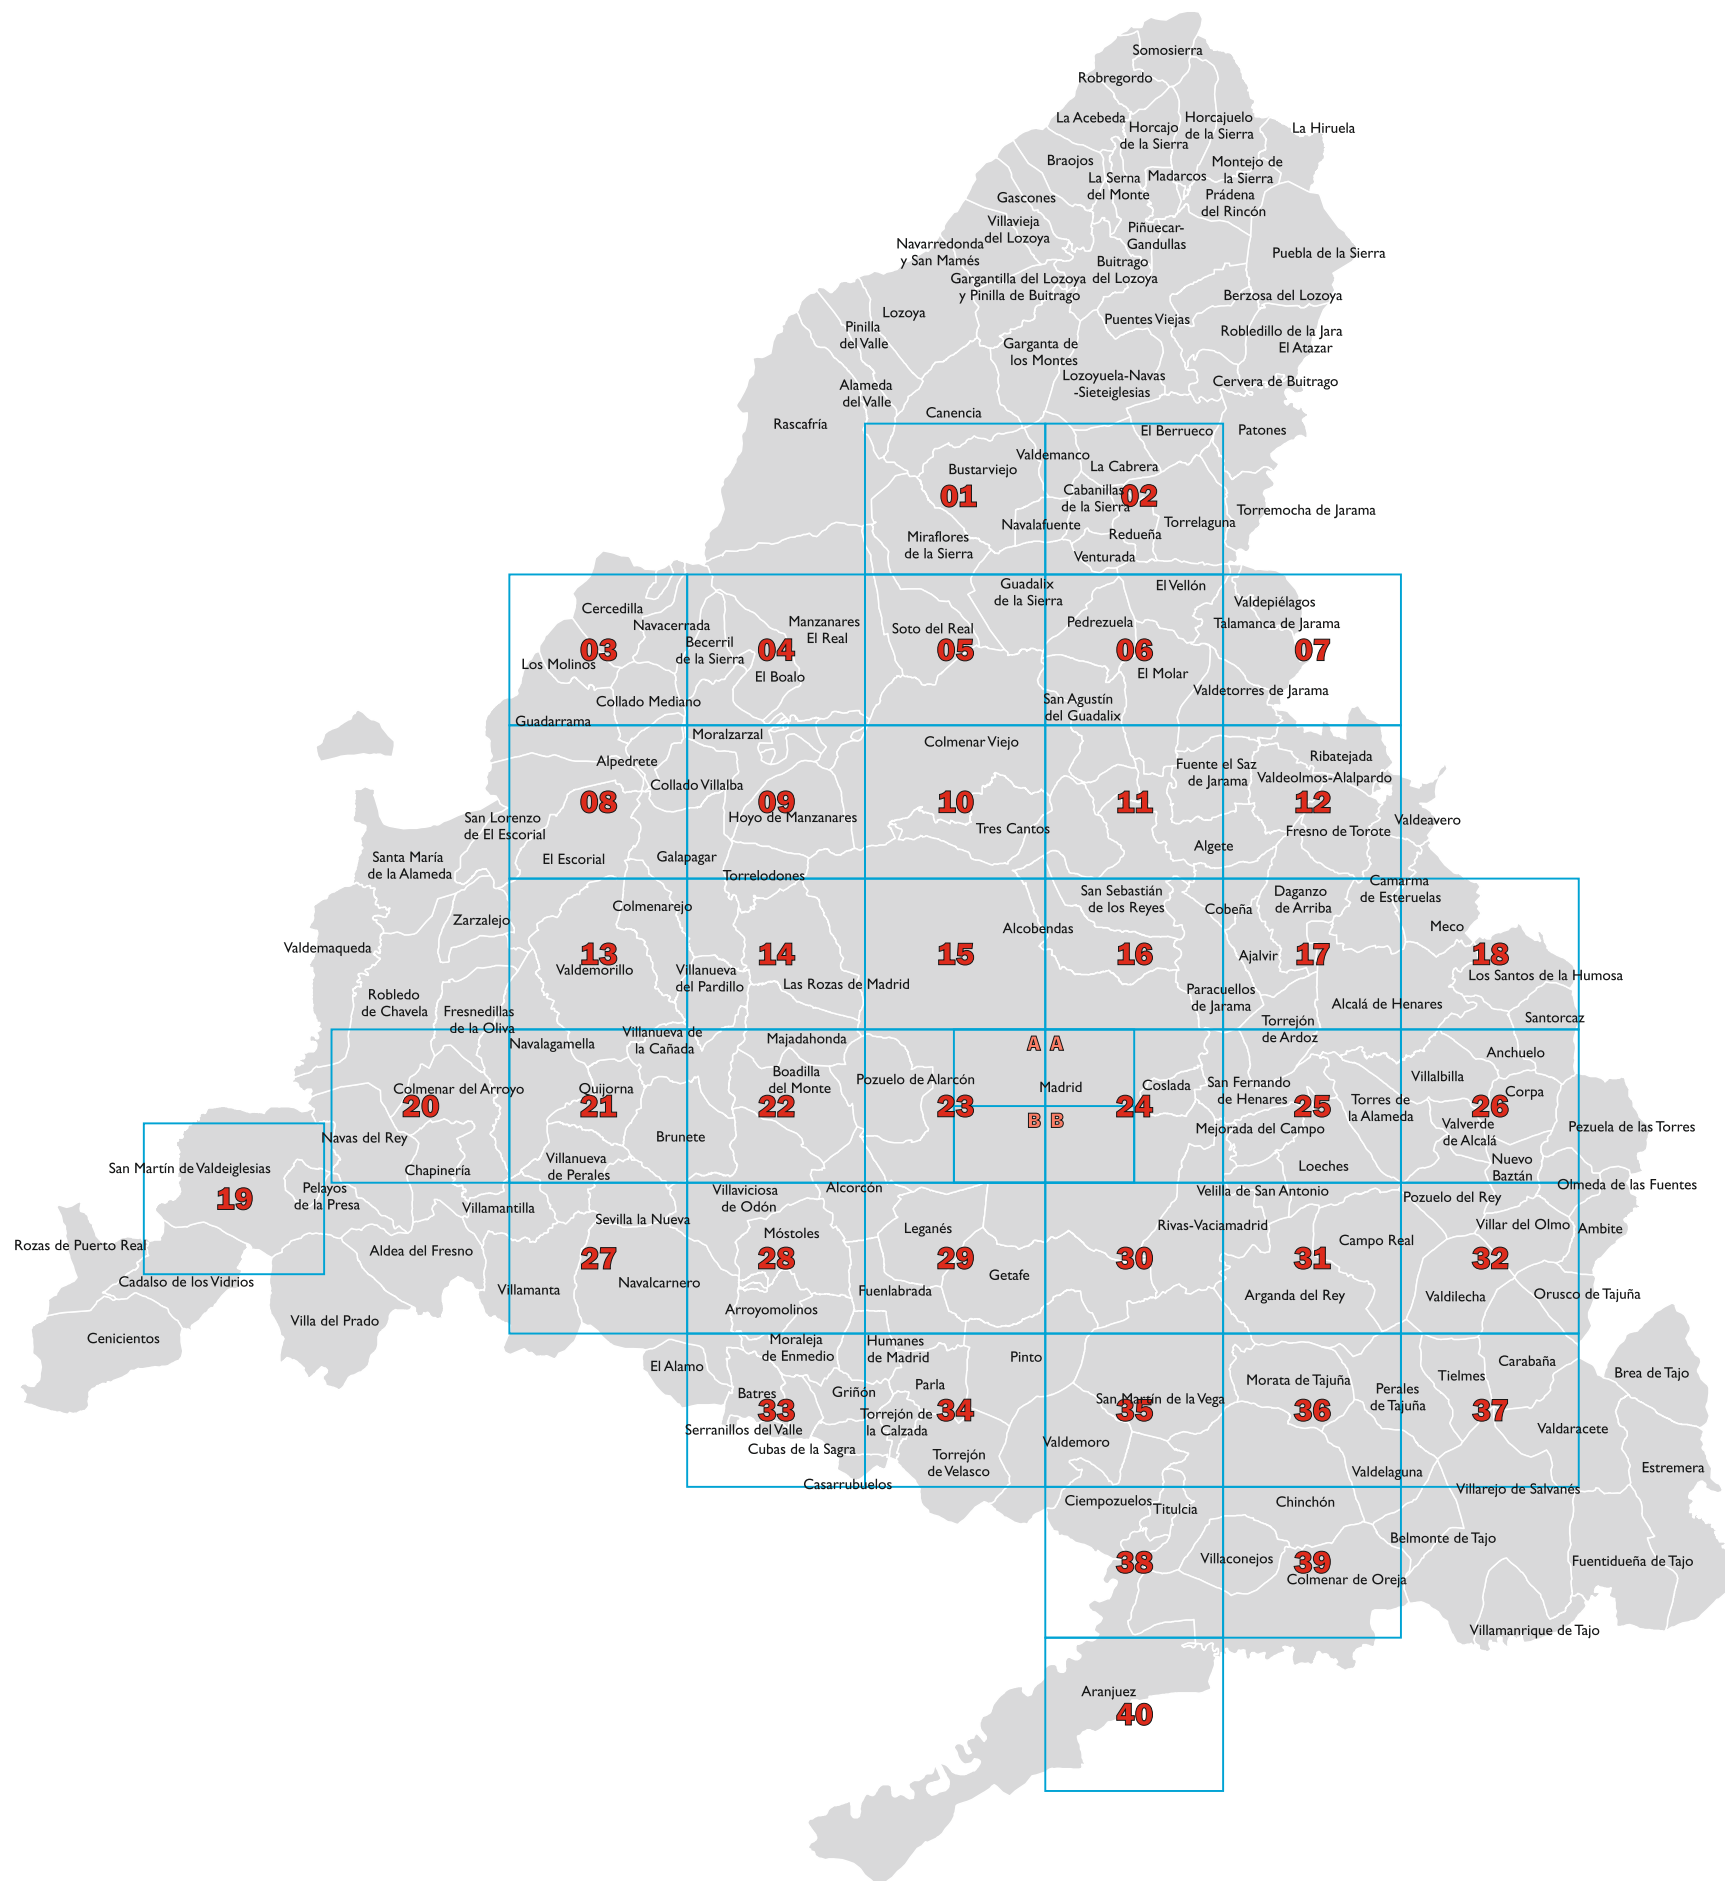 Somosierra
Robregordo
La Acebeda
Horcajo
de la Sierra
Horcajuelo
de la Sierra
La Hiruela
Braojos
La Serna
del Monte
Madarcos
Montejo de
la Sierra
Prádena
del Rincón
Gascones
Villavieja
del Lozoya
Piñuecar-
Gandullas
Navarredonda
y San Mamés
Buitrago
del Lozoya
Puebla de la Sierra
Gargantilla del Lozoya
y Pinilla de Buitrago
Berzosa del Lozoya
Lozoya
Puentes Viejas
Pinilla
del Valle
Robledillo de la Jara
El Atazar
Garganta de
los Montes
Lozoyuela-Navas
-Sieteiglesias
Cervera de Buitrago
Alameda
del Valle
Canencia
Rascafría
El Berrueco
Patones
Valdemanco
Bustarviejo
La Cabrera
01
Cabanillas
de la Sierra
02
Torremocha de Jarama
Navalafuente
Torrelaguna
Redueña
Miraflores
de la Sierra
Venturada
Guadalix
de la Sierra
El Vellón
Valdepiélagos
Cercedilla
Navacerrada
Manzanares
El Real
Soto del Real
Pedrezuela
Talamanca de Jarama
03
Becerril
de la Sierra
04
05
06
07
Los Molinos
El Boalo
El Molar
Valdetorres de Jarama
Collado Mediano
San Agustín
del Guadalix
Guadarrama
Moralzarzal
Colmenar Viejo
Alpedrete
Ribatejada
Fuente el Saz
de Jarama
Valdeolmos-Alalpardo
Collado Villalba
08
09
10
11
12
Hoyo de Manzanares
San Lorenzo
de El Escorial
Tres Cantos
Valdeavero
Fresno de Torote
Algete
El Escorial
Galapagar
Santa María
de la Alameda
Torrelodones
Camarma
de Esteruelas
San Sebastián
de los Reyes
Daganzo
de Arriba
Colmenarejo
Cobeña
Zarzalejo
Alcobendas
Meco
Valdemaqueda
13
14
15
16
Ajalvir
17
18
Valdemorillo
Villanueva
del Pardillo
Las Rozas de Madrid
Los Santos de la Humosa
Robledo
de Chavela
Paracuellos
de Jarama
Alcalá de Henares
Fresnedillas
de la Oliva
Santorcaz
Torrejón
de Ardoz
Navalagamella
Villanueva de
la Cañada
Majadahonda
A A
Anchuelo
Colmenar del Arroyo
Quijorna
Boadilla
del Monte
Pozuelo de Alarcón
Madrid
Coslada
San Fernando
de Henares
Villalbilla
Corpa
20
21
22
23
24
25
Torres de
la Alameda
26
B B
Valverde
de Alcalá
Pezuela de las Torres
Mejorada del Campo
Navas del Rey
Brunete
San Martín de Valdeiglesias
Chapinería
Villanueva
de Perales
Loeches
Nuevo
Baztán
19
Pelayos
de la Presa
Villaviciosa
de Odón
Alcorcón
Velilla de San Antonio
Pozuelo del Rey
Olmeda de las Fuentes
Villamantilla
Sevilla la Nueva
Móstoles
Leganés
Rivas-Vaciamadrid
Villar del Olmo
Ambite
Rozas de Puerto Real
Aldea del Fresno
Campo Real
27
28
29
30
31
32
Cadalso de los Vidrios
Villamanta
Navalcarnero
Fuenlabrada
Getafe
Arganda del Rey
Valdilecha
Orusco de Tajuña
Arroyomolinos
Villa del Prado
Cenicientos
Moraleja
de Enmedio
Humanes
de Madrid
El Alamo
Pinto
Carabaña
Brea de Tajo
Batres
Griñón
Parla
San Martín de la Vega
Morata de Tajuña
Perales
de Tajuña
Tielmes
33
34
35
36
37
Serranillos del Valle
Torrejón de
la Calzada
Valdaracete
Cubas de la Sagra
Valdemoro
Torrejón
de Velasco
Valdelaguna
Estremera
Casarrubuelos
Villarejo de Salvanés
Ciempozuelos
Titulcia
Chinchón
Belmonte de Tajo
38
Villaconejos
39
Fuentidueña de Tajo
Colmenar de Oreja
Villamanrique de Tajo
Aranjuez
40